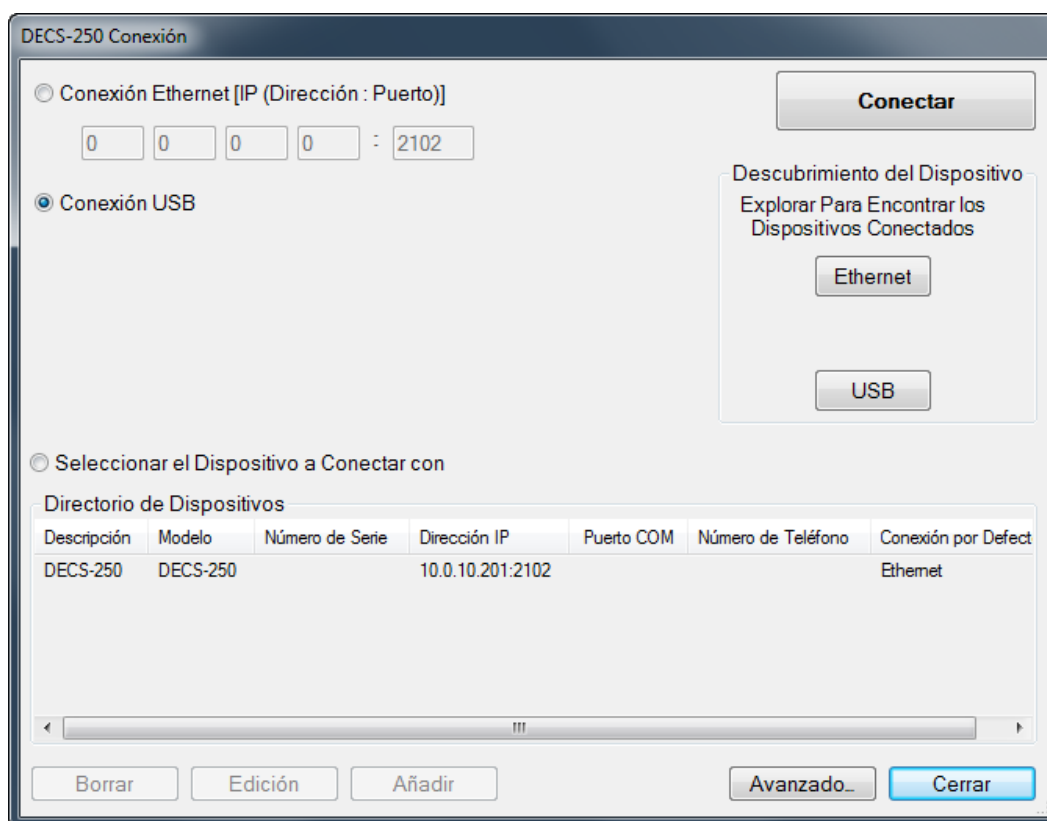 DECS-250 Conexión
Conexión Ethernet [IP (Dirección : Puerto)]
0 0 0 0 : 2102
Conectar
Conexión USB
Descubrimiento del Dispositivo
Explorar Para Encontrar los
Dispositivos Conectados
Ethernet
USB
Seleccionar el Dispositivo a Conectar con
Directorio de Dispositivos
Descripción Modelo Número de Serie Dirección IP Puerto COM Número de Teléfono Conexión por Defect
DECS-250 DECS-250 10.0.10.201:2102 Ethernet
Borrar Edición Añadir Avanzado... Cerrar